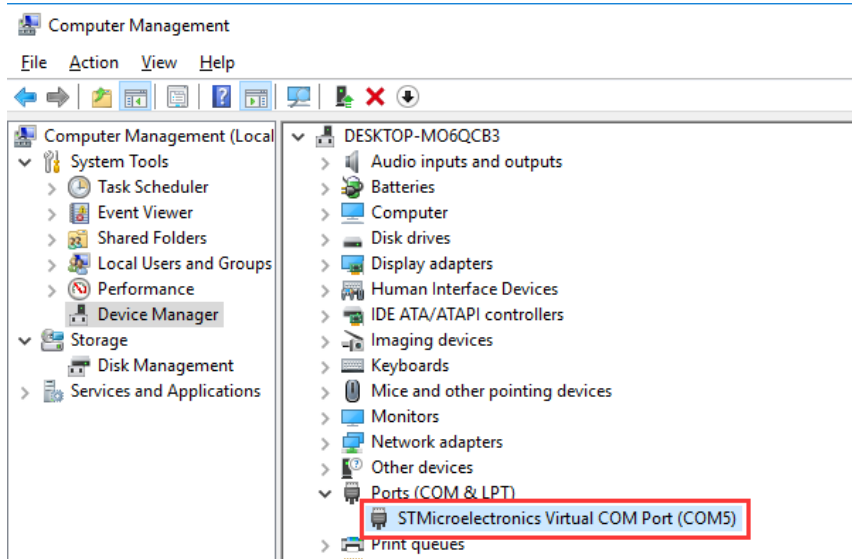 Computer Management
File Action View Help
Computer Management (Local
System Tools
Task Scheduler
Event Viewer
Shared Folders
Local Users and Groups
Performance
Device Manager
Storage
Disk Management
Services and Applications
DESKTOP-MO6QCB3
Audio inputs and outputs
Batteries
Computer
Disk drives
Display adapters
Human Interface Devices
IDE ATA/ATAPI controllers
Imaging devices
Keyboards
Mice and other pointing devices
Monitors
Network adapters
Other devices
Ports (COM & LPT)
STMicroelectronics Virtual COM Port (COM5)
Print queues